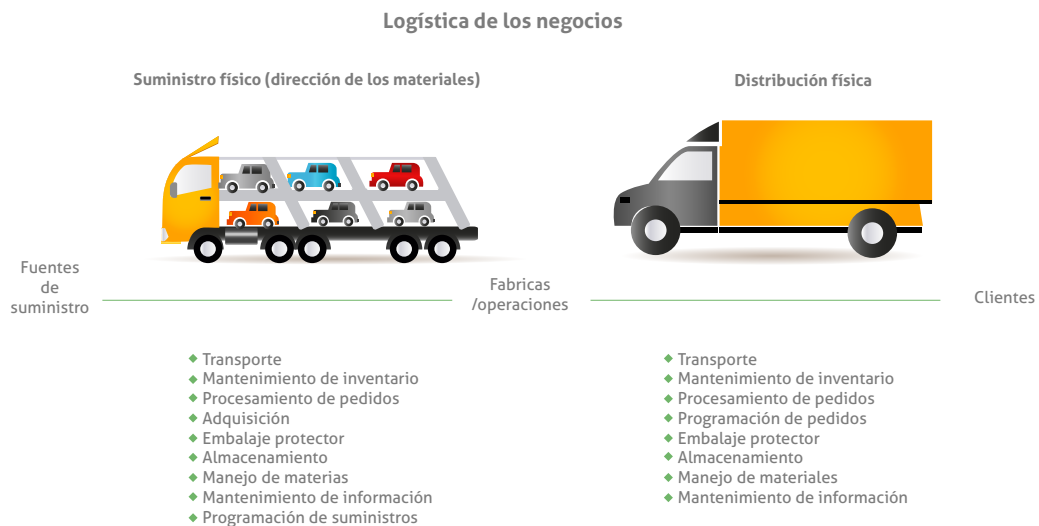 Logística de los negocios
Suministro físico (dirección de los materiales)
Distribución física
Fuentes
de
suministro
Fabricas
/operaciones
Clientes
Transporte
Mantenimiento de inventario
Procesamiento de pedidos
Adquisición
Embalaje protector
Almacenamiento
Manejo de materias
Mantenimiento de información
Programación de suministros
Transporte
Mantenimiento de inventario
Procesamiento de pedidos
Programación de pedidos
Embalaje protector
Almacenamiento
Manejo de materiales
Mantenimiento de información